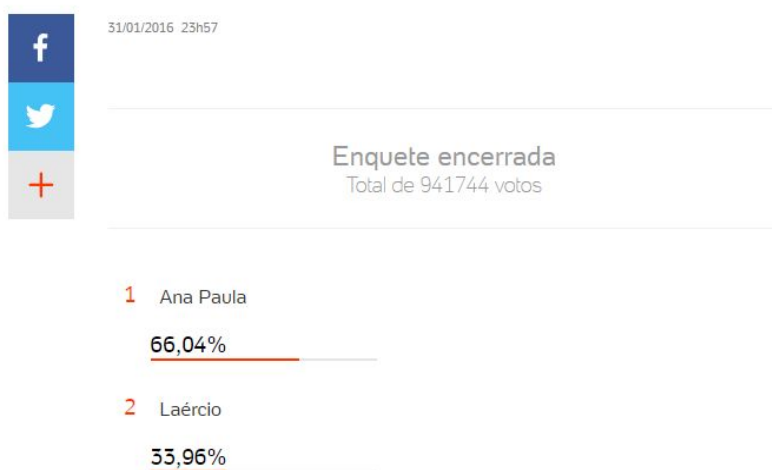 31/01/2016 23h57
Enquete encerrada
Total de 941744 votos
1 Ana Paula
66,04%
2 Laércio
33,96%